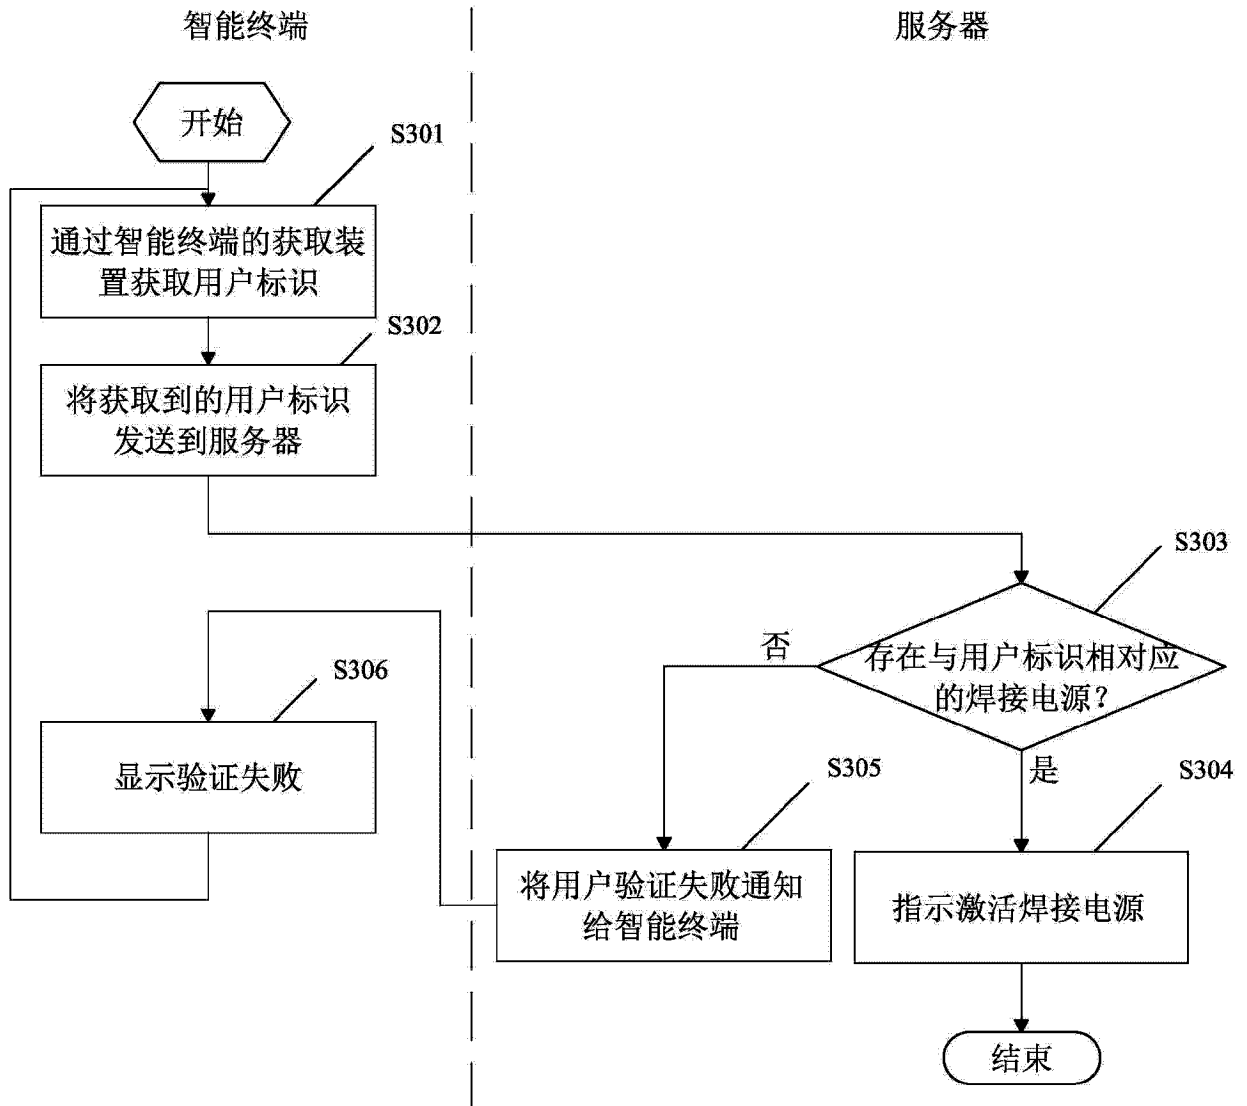 智能终端
服务器
开始
S301
通过智能终端的获取装
置获取用户标识
S302
将获取到的用户标识
发送到服务器
S303
存在与用户标识相对应
的焊接电源?
否
是
S306
显示验证失败
S305
将用户验证失败通知
给智能终端
S304
指示激活焊接电源
结束